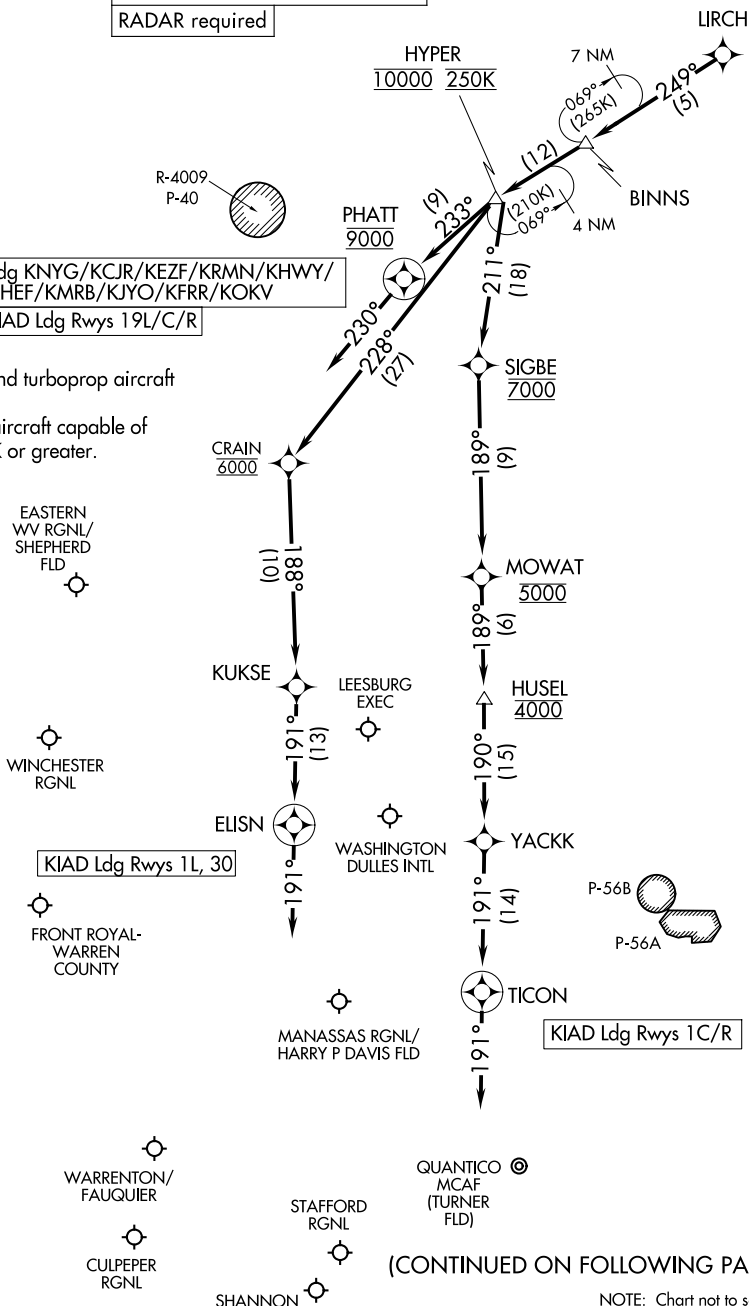 RADAR required
LIRCH
HYPER
10000 250K
7 NM
249°
(5)
069°
(265K)
(12)
BINNS
R-4009
P-40
(210K)
069°
4 NM
(9)
233°
PHATT
9000
211°
(18)
dg KNYG/KCJR/KEZF/KRMN/KHWY/
HEF/KMRB/KJYO/KFRR/KOKV
IAD Ldg Rwys 19L/C/R
230°
228°
(27)
SIGBE
7000
nd turboprop aircraft
ircraft capable of
K or greater.
CRAIN
6000
189°
(9)
EASTERN
WV RGNL/
SHEPHERD
FLD
188°
(10)
MOWAT
5000
189°
(6)
KUKSE
LEESBURG
EXEC
HUSEL
4000
191°
(13)
190°
(15)
WINCHESTER
RGNL
ELISN
WASHINGTON
DULLES INTL
YACKK
KIAD Ldg Rwys 1L, 30
191°
191°
(14)
P-56B
P-56A
FRONT ROYAL-
WARREN
COUNTY
TICON
MANASSAS RGNL/
HARRY P DAVIS FLD
191°
KIAD Ldg Rwys 1C/R
WARRENTON/
FAUQUIER
QUANTICO
MCAF
(TURNER
FLD)
STAFFORD
RGNL
CULPEPER
RGNL
(CONTINUED ON FOLLOWING PA
SHANNON
NOTE: Chart not to s